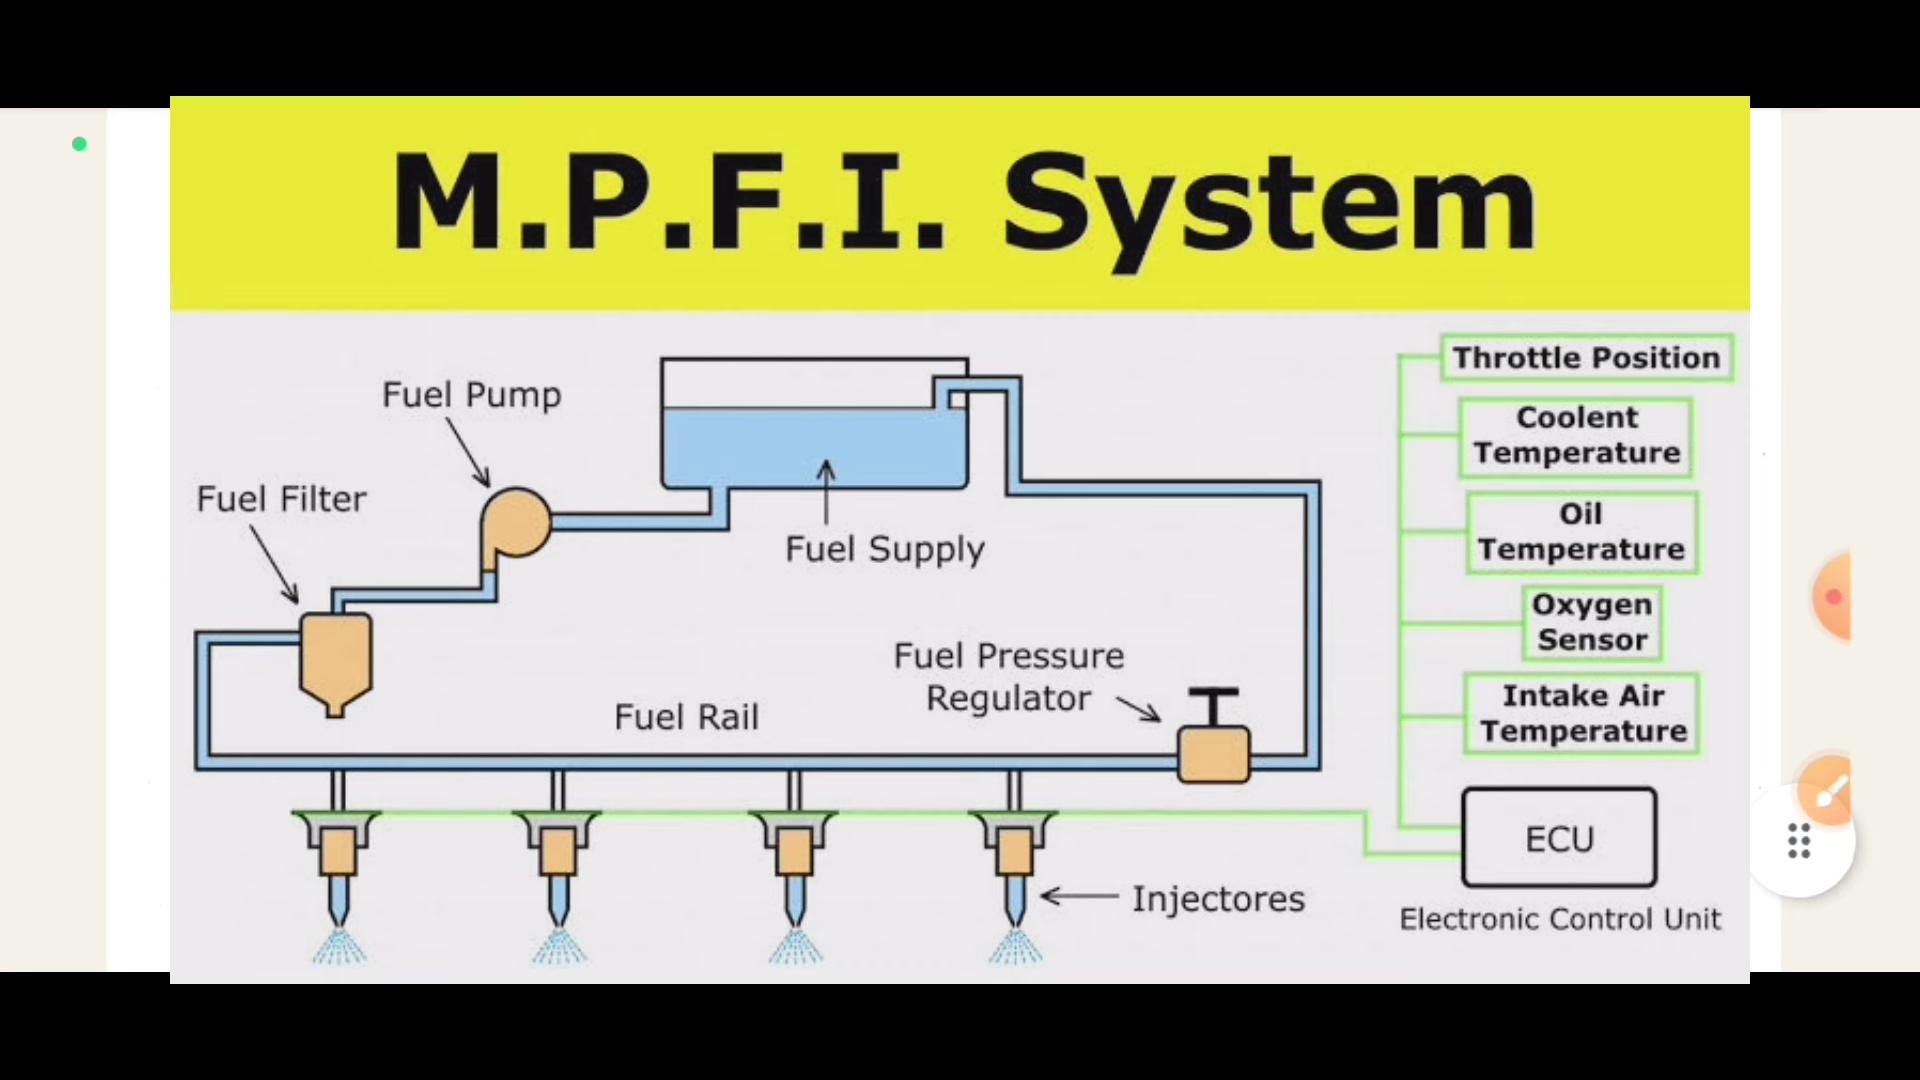 M.P.F.I. System
Fuel Pump
Fuel Filter
Fuel Supply
Fuel Pressure
Regulator
Fuel Rail
Injectores
Throttle Position
Coolent
Temperature
Oil
Temperature
Oxygen
Sensor
Intake Air
Temperature
ECU
Electronic Control Unit